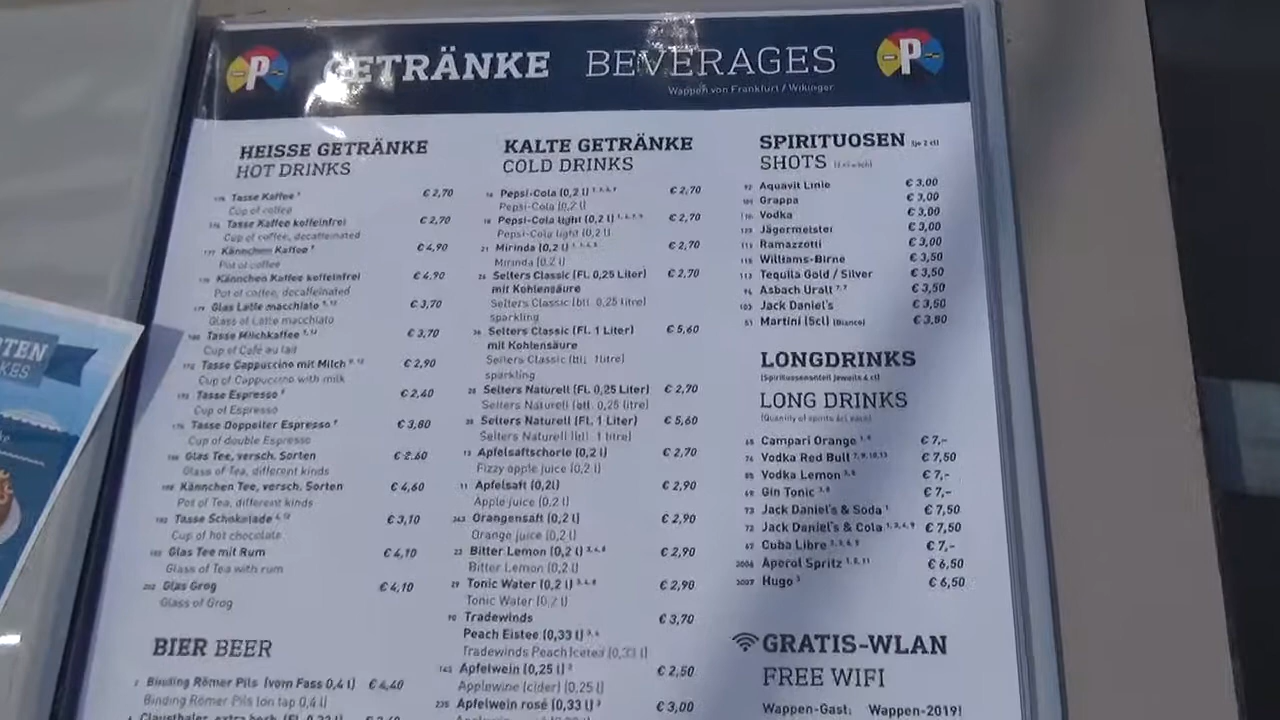 P GETRÄNKE BEVERAGES P
Wappen von Frankfurt / Wikinger
TEN
KES
HEISSE GETRÄNKE
HOT DRINKS
Tasse Kaffee € 2,70
Cup of coffee
Tasse Kaffee koffeinfrei € 2,70
Cup of coffee, decaffeinated
Kännchen Kaffee € 4,90
Pot of coffee
Kännchen Kaffee koffeinfrei € 4,90
Pot of coffee, decaffeinated
Glas Latte macchiato € 3,70
Glass of Latte macchiato
Tasse Milchkaffee € 3,70
Cup of Café au lait
Tasse Cappuccino mit Milch € 2,90
Cup of Cappuccino with milk
Tasse Espresso € 2,40
Cup of Espresso
Tasse Doppelter Espresso € 3,80
Cup of double Espresso
Glas Tee, versch. Sorten € 2,60
Glass of Tea, different kinds
Kännchen Tee, versch. Sorten € 4,60
Pot of Tea, different kinds
Tasse Schokolade € 3,10
Cup of hot chocolate
Glas Tee mit Rum € 4,10
Glass of Tea with rum
Glas Grog € 4,10
Glass of Grog
BIER BEER
Binding Römer Pils (vom Fass 0,4 l) € 4,40
Binding Römer Pils (on tap 0,4 l)
KALTE GETRÄNKE
COLD DRINKS
Pepsi-Cola (0,2 l) € 2,70
Pepsi-Cola (0,2 l)
Pepsi-Cola light (0,2 l) € 2,70
Pepsi-Cola light (0,2 l)
21 Mirinda (0,2 l) € 2,70
Miranda (0,2 l)
Selters Classic (Fl. 0,25 Liter) € 2,70
mit Kohlensäure
Selters Classic (btl. 0,25 litre)
sparkling
Selters Classic (Fl. 1 Liter) € 5,60
mit Kohlensäure
Selters Classic (btl. 1litre)
sparkling
Selters Naturell (Fl. 0,25 Liter) € 2,70
Selters Naturell (btl. 0,25 litre)
Selters Naturell (Fl. 1 Liter) € 5,60
Selters Naturell (btl. 1 litre)
Apfelsaftschorle (0,2 l) € 2,70
Fizzy apple juice (0,2 l)
11 Apfelsaft (0,2l) € 2,90
Apple juice (0,2 l)
Orangensaft (0,2 l) € 2,90
Orange juice (0,2 l)
Bitter Lemon (0,2 l) € 2,90
Bitter Lemon (0,2 l)
Tonic Water (0,2 l) € 2,90
Tonic Water (0,2 l)
Tradewinds € 3,70
Peach Eistee (0,33 l)
Tradewinds Peach Icetea (0,33 l)
Apfelwein (0,25 l) € 2,50
Applewine (cider) (0,25 l)
Apfelwein rosé (0,33 l) € 3,00
SPIRITUOSEN (je 2 cl)
SHOTS
Aquavit Linie € 3,00
Grappa € 3,00
Vodka € 3,00
Jägermeister € 3,00
Ramazzotti € 3,00
Williams-Birne € 3,50
Tequila Gold / Silver € 3,50
Asbach Uralt € 3,50
Jack Daniel's € 3,50
Martini (5cl) (Bianco) € 3,80
LONGDRINKS
(Spirituosenanteil jeweils 4 cl)
LONG DRINKS
Campari Orange € 7,-
Vodka Red Bull € 7,50
Vodka Lemon € 7,-
Gin Tonic € 7,-
73 Jack Daniel's & Soda € 7,50
72 Jack Daniel's & Cola € 7,50
Cuba Libre € 7,-
2006 Aperol Spritz € 6,50
2007 Hugo € 6,50
GRATIS-WLAN
FREE WIFI
Wappen-Gast: Wappen-2019!